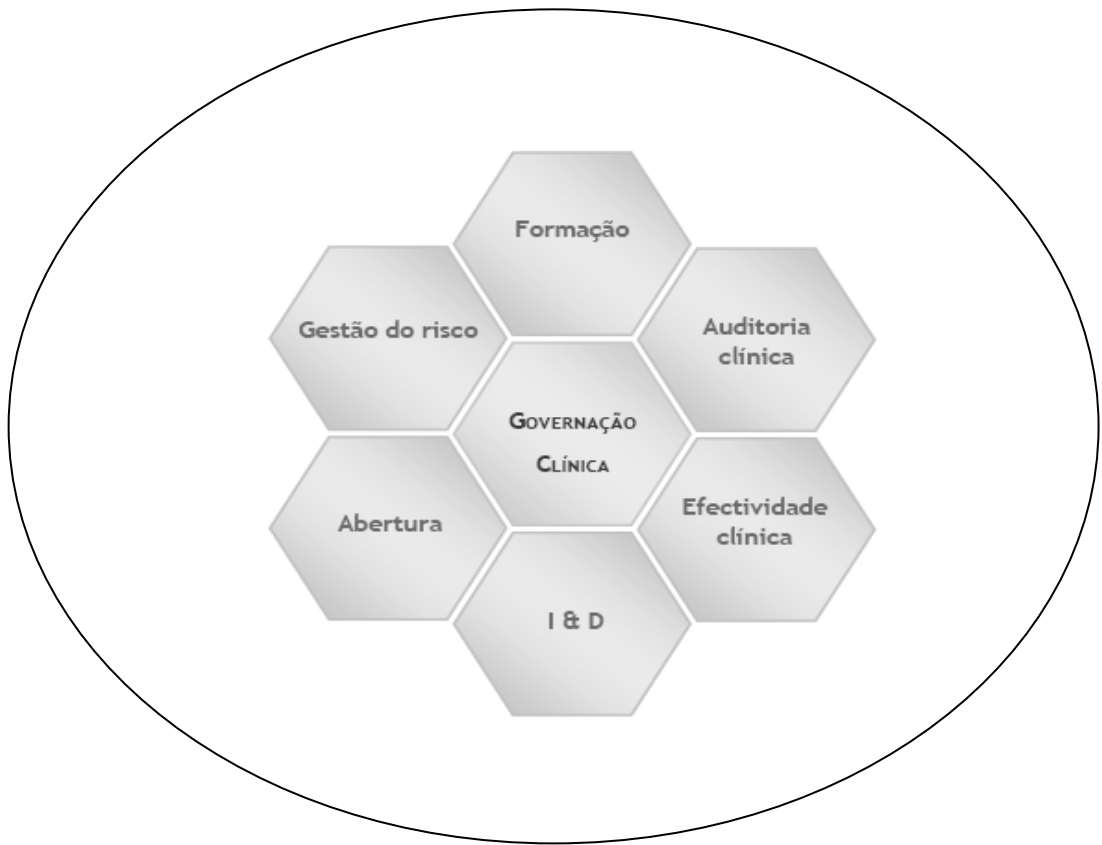 Formação
Gestão do risco
Auditoria
clínica
GOVERNAÇÃO
CLÍNICA
Abertura
Efectividade
clínica
I & D